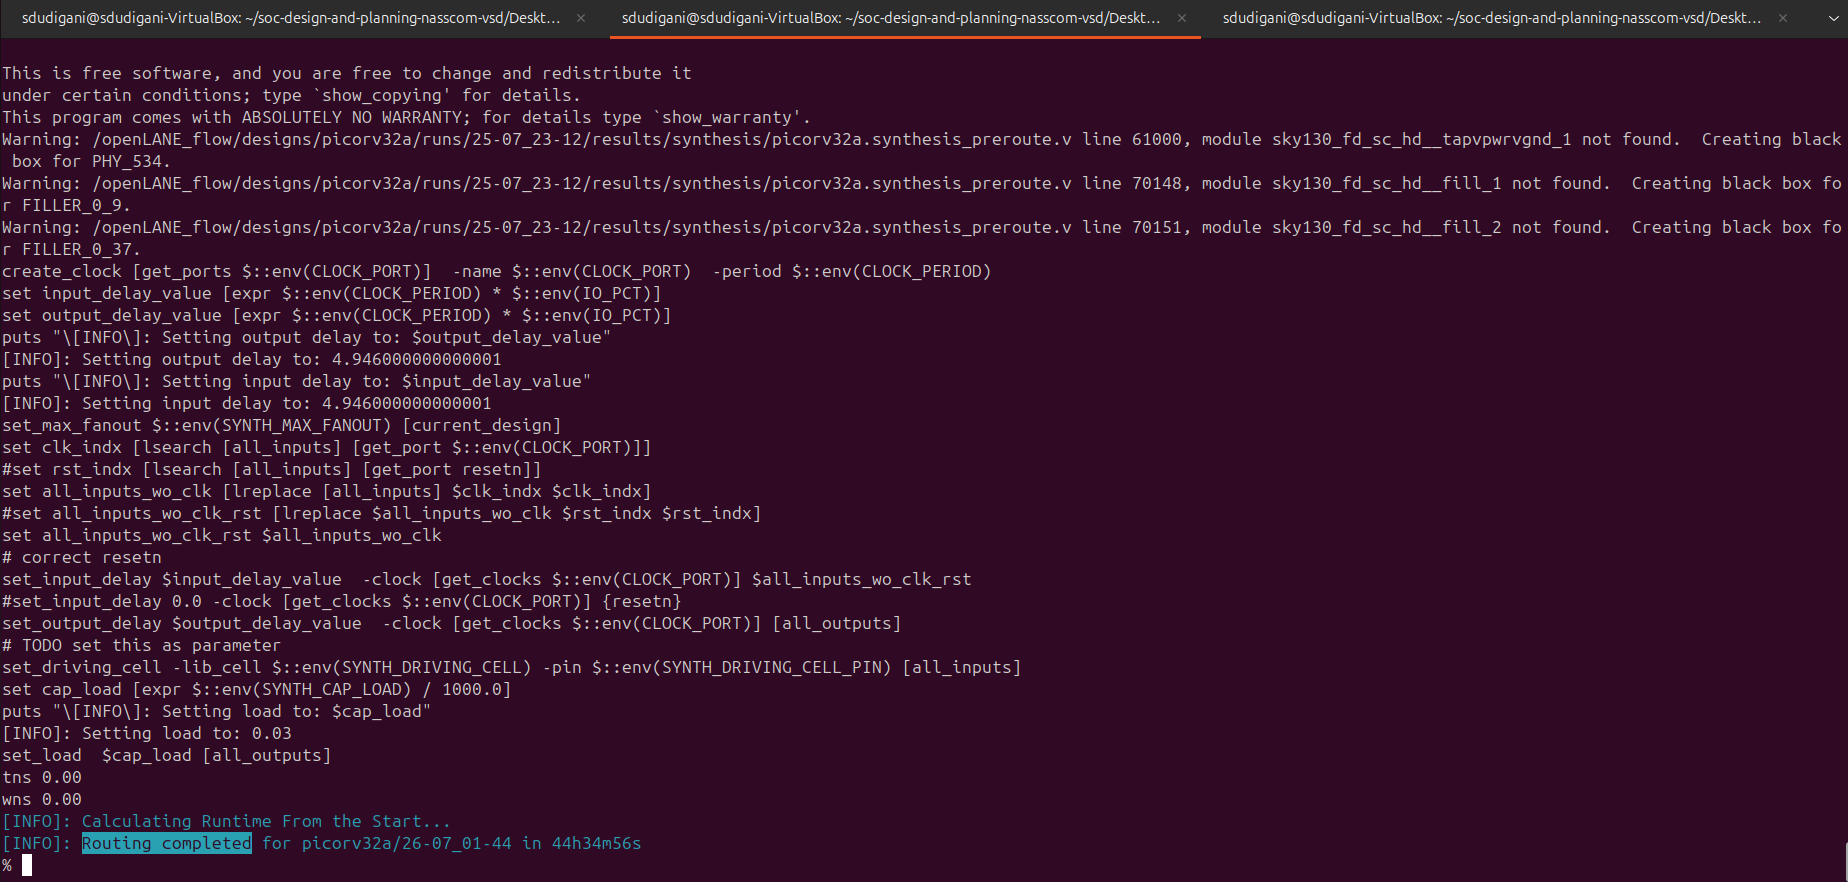 sdudigani@sdudigani-VirtualBox: ~/soc-design-and-planning-nasscom-vsd/Deskt...
sdudigani@sdudigani-VirtualBox: ~/soc-design-and-planning-nasscom-vsd/Deskt...
sdudigani@sdudigani-VirtualBox: ~/soc-design-and-planning-nasscom-vsd/Deskt...
This is free software, and you are free to change and redistribute it
under certain conditions; type `show_copying' for details.
This program comes with ABSOLUTELY NO WARRANTY; for details type `show_warranty'.
Warning: /openLANE_flow/designs/picorv32a/runs/25-07_23-12/results/synthesis/picorv32a.synthesis_preroute.v line 61000, module sky130_fd_sc_hd__tapvpwrvgnd_1 not found.  Creating black
 box for PHY_534.
Warning: /openLANE_flow/designs/picorv32a/runs/25-07_23-12/results/synthesis/picorv32a.synthesis_preroute.v line 70148, module sky130_fd_sc_hd__fill_1 not found.  Creating black box fo
r FILLER_0_9.
Warning: /openLANE_flow/designs/picorv32a/runs/25-07_23-12/results/synthesis/picorv32a.synthesis_preroute.v line 70151, module sky130_fd_sc_hd__fill_2 not found.  Creating black box fo
r FILLER_0_37.
create_clock [get_ports $::env(CLOCK_PORT)]  -name $::env(CLOCK_PORT)  -period $::env(CLOCK_PERIOD)
set input_delay_value [expr $::env(CLOCK_PERIOD) * $::env(IO_PCT)]
set output_delay_value [expr $::env(CLOCK_PERIOD) * $::env(IO_PCT)]
puts "\[INFO\]: Setting output delay to: $output_delay_value"
[INFO]: Setting output delay to: 4.946000000000001
puts "\[INFO\]: Setting input delay to: $input_delay_value"
[INFO]: Setting input delay to: 4.946000000000001
set_max_fanout $::env(SYNTH_MAX_FANOUT) [current_design]
set clk_indx [lsearch [all_inputs] [get_port $::env(CLOCK_PORT)]]
#set rst_indx [lsearch [all_inputs] [get_port resetn]]
set all_inputs_wo_clk [lreplace [all_inputs] $clk_indx $clk_indx]
#set all_inputs_wo_clk_rst [lreplace $all_inputs_wo_clk $rst_indx $rst_indx]
set all_inputs_wo_clk_rst $all_inputs_wo_clk
# correct resetn
set_input_delay $input_delay_value  -clock [get_clocks $::env(CLOCK_PORT)] $all_inputs_wo_clk_rst
#set_input_delay 0.0 -clock [get_clocks $::env(CLOCK_PORT)] {resetn}
set_output_delay $output_delay_value  -clock [get_clocks $::env(CLOCK_PORT)] [all_outputs]
# TODO set this as parameter
set_driving_cell -lib_cell $::env(SYNTH_DRIVING_CELL) -pin $::env(SYNTH_DRIVING_CELL_PIN) [all_inputs]
set cap_load [expr $::env(SYNTH_CAP_LOAD) / 1000.0]
puts "\[INFO\]: Setting load to: $cap_load"
[INFO]: Setting load to: 0.03
set_load  $cap_load [all_outputs]
tns 0.00
wns 0.00
[INFO]: Calculating Runtime From the Start...
[INFO]: Routing completed for picorv32a/26-07_01-44 in 44h34m56s
%